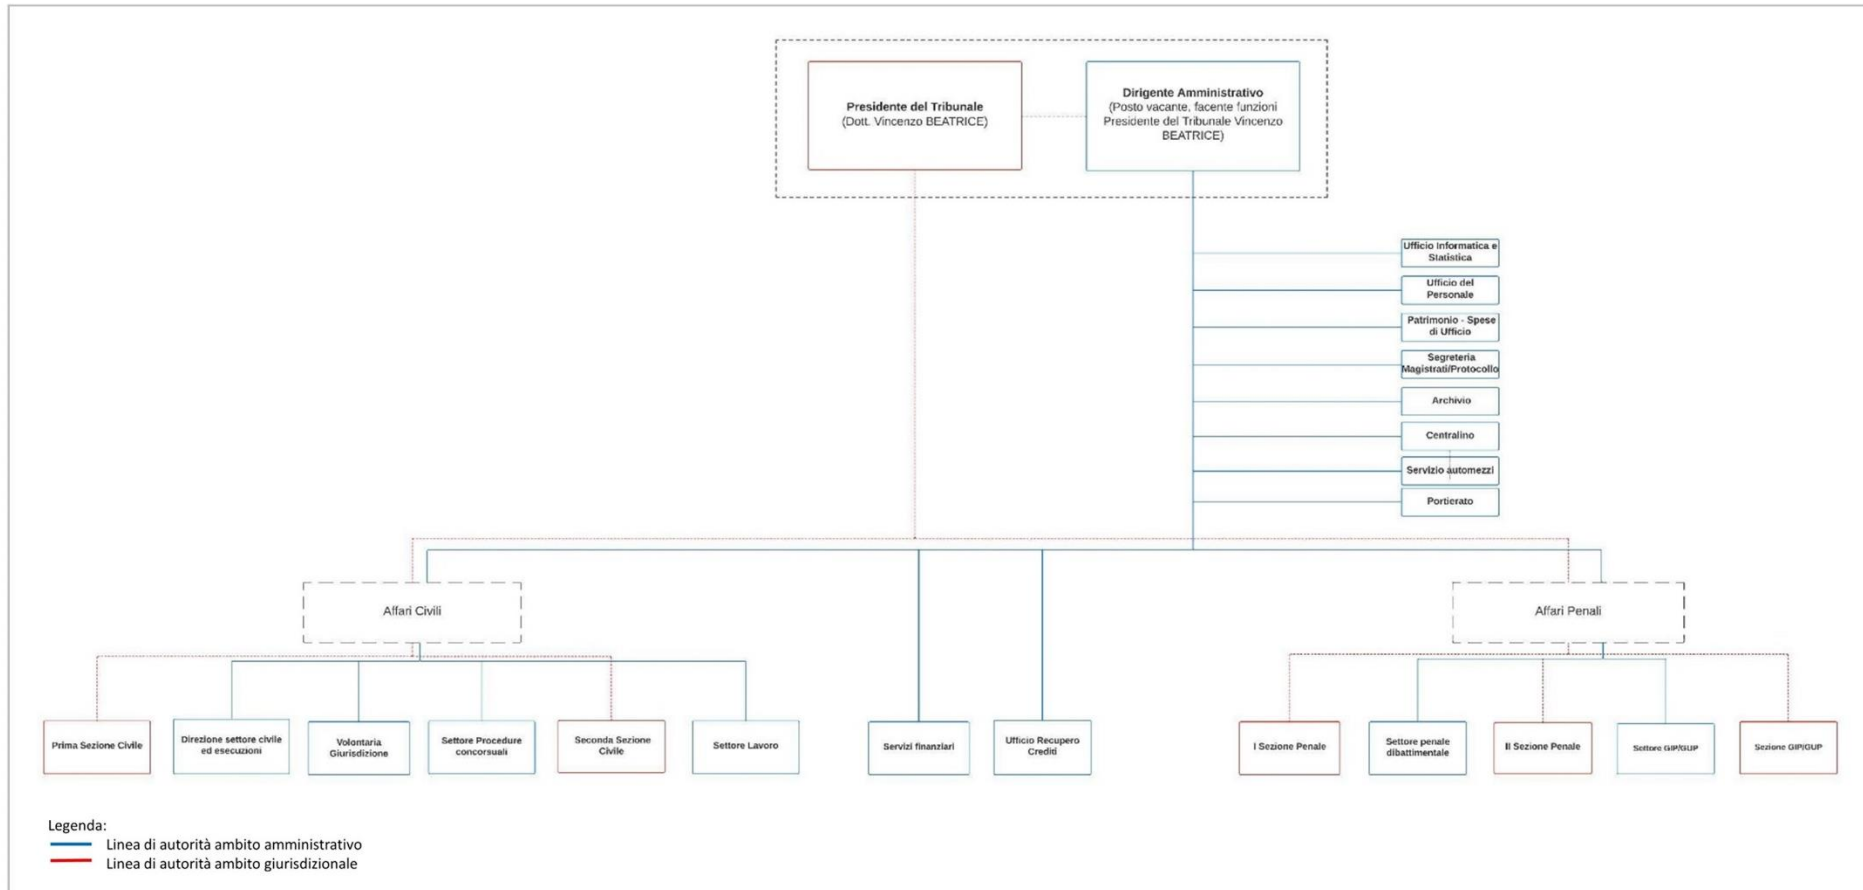 Presidente del Tribunale
(Dott. Vincenzo BEATRICE)
Dirigente Amministrativo
(Posto vacante, facente funzioni
Presidente del Tribunale Vincenzo
BEATRICE)
Ufficio Informatica e
Statistica
Ufficio del
Personale
Patrimonio - Spese
di Ufficio
Segreteria
Magistrati/Protocollo
Archivio
Centralino
Servizio automezzi
Portierato
Affari Civili
Affari Penali
Prima Sezione Civile
Direzione settore civile
ed esecuzioni
Volontaria
Giurisdizione
Settore Procedure
concorsuali
Seconda Sezione
Civile
Settore Lavoro
Servizi finanziari
Ufficio Recupero
Crediti
I Sezione Penale
Settore penale
dibattimentale
II Sezione Penale
Settore GIP/GUP
Sezione GIP/GUP
Legenda:
Linea di autorità ambito amministrativo
Linea di autorità ambito giurisdizionale